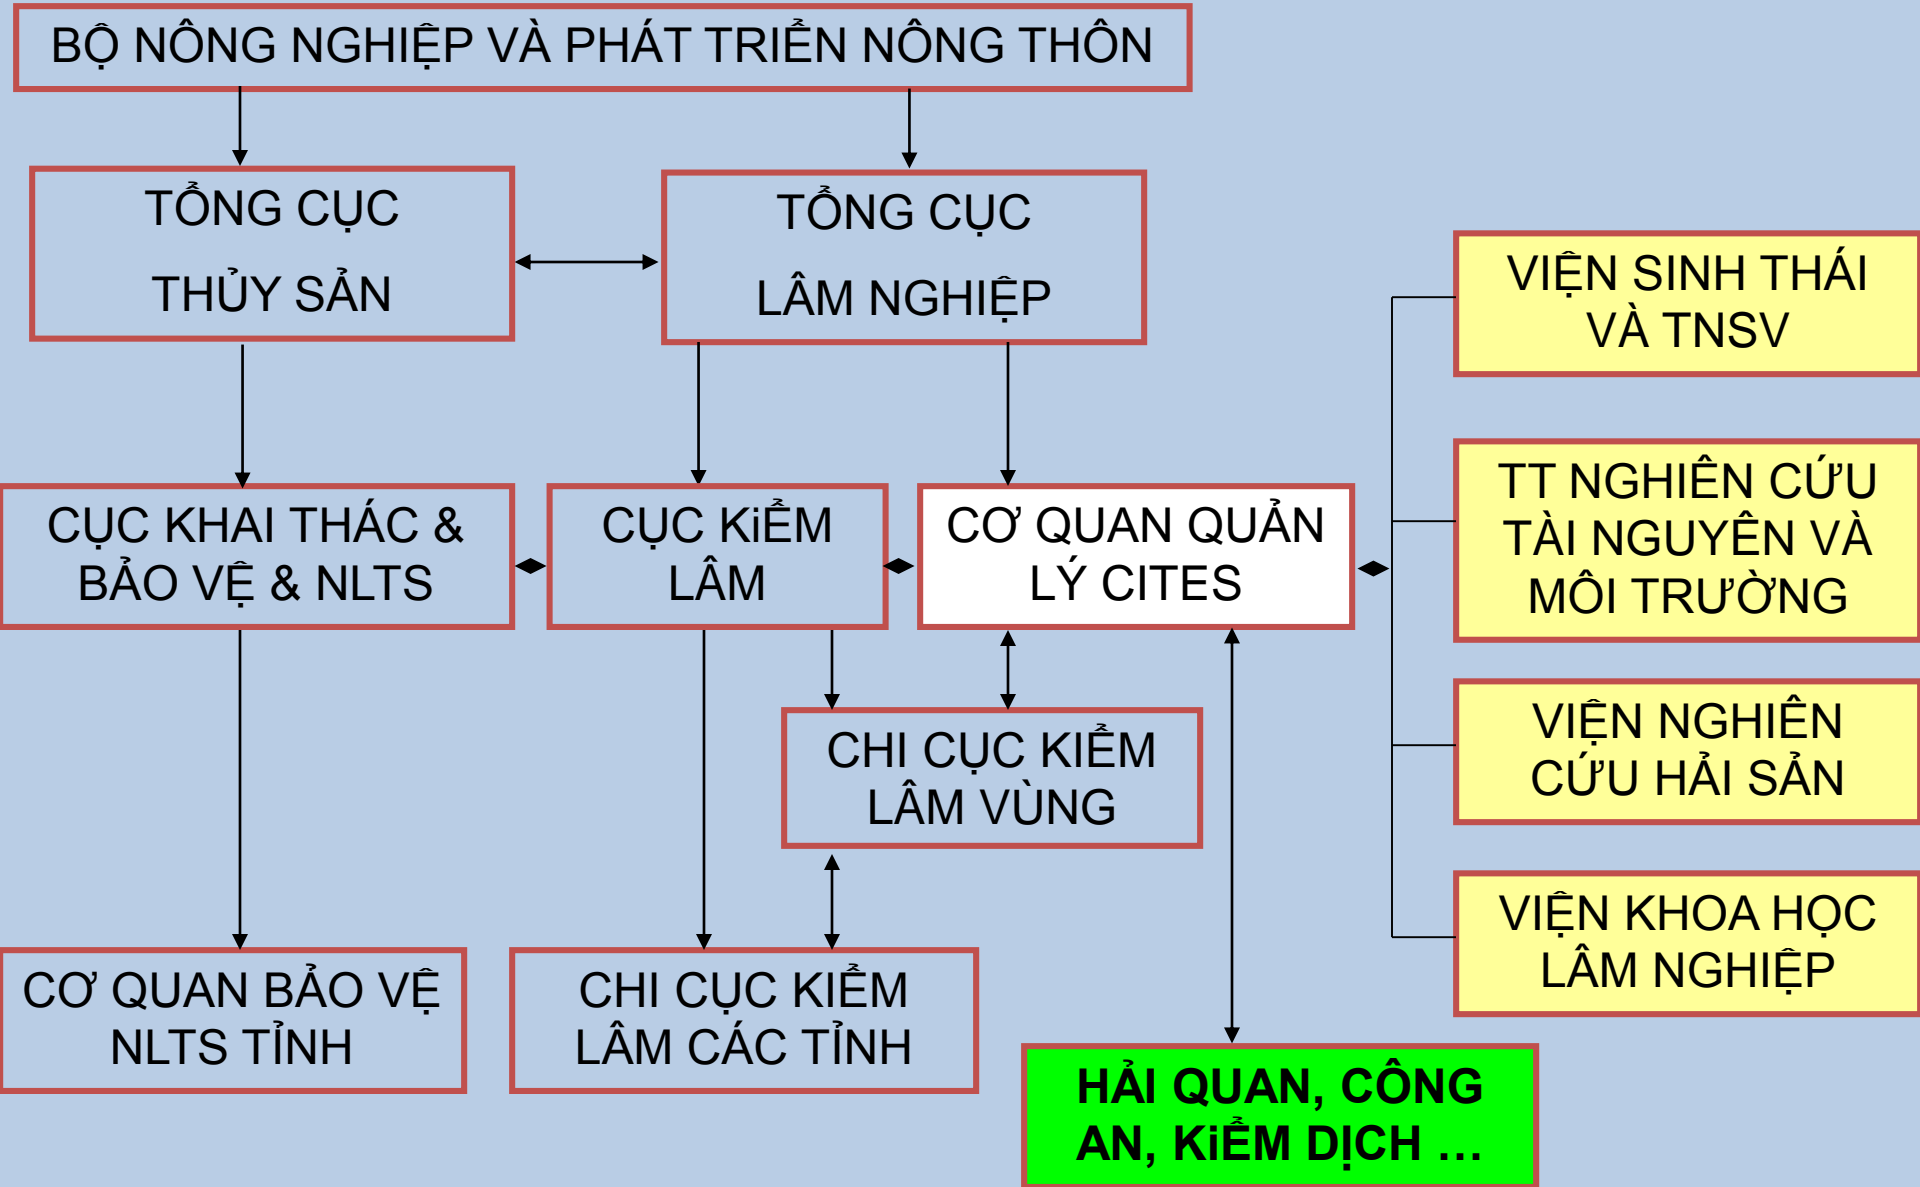 BỘ NÔNG NGHIỆP VÀ PHÁT TRIỂN NÔNG THÔN
TỔNG CỤC
THỦY SẢN
TỔNG CỤC
LÂM NGHIỆP
VIỆN SINH THÁI
VÀ TNSV
TT NGHIÊN CỨU
TÀI NGUYÊN VÀ
MÔI TRƯỜNG
CỤC KHAI THÁC &
BẢO VỆ & NLTS
CỤC KiỂM
LÂM
CƠ QUAN QUẢN
LÝ CITES
CHI CỤC KIỂM
LÂM VÙNG
VIỆN NGHIÊN
CỨU HẢI SẢN
VIỆN KHOA HỌC
LÂM NGHIỆP
CƠ QUAN BẢO VỆ
NLTS TỈNH
CHI CỤC KIỂM
LÂM CÁC TỈNH
HẢI QUAN, CÔNG
AN, KiỂM DỊCH …